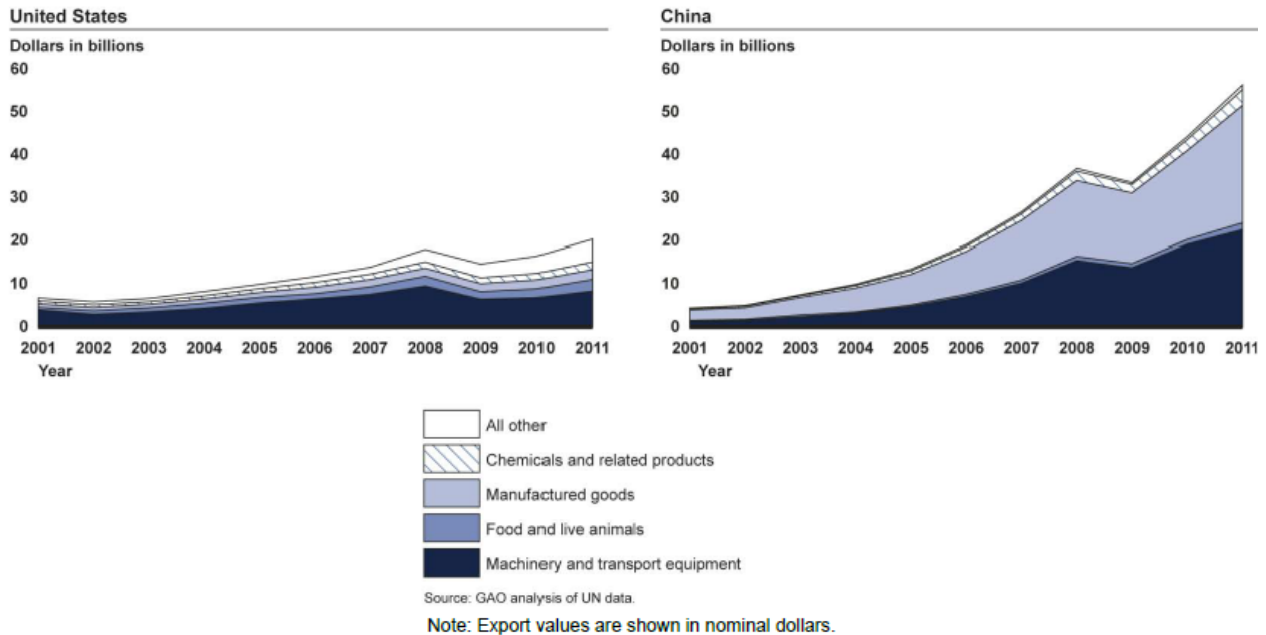 United States
Dollars in billions
60
50
40
30
20
10
0
2001 2002 2003 2004 2005 2006 2007 2008 2009 2010 2011
Year
China
Dollars in billions
60
50
40
30
20
10
0
2001 2002 2003 2004 2005 2006 2007 2008 2009 2010 2011
Year
All other
Chemicals and related products
Manufactured goods
Food and live animals
Machinery and transport equipment
Source: GAO analysis of UN data.
Note: Export values are shown in nominal dollars.